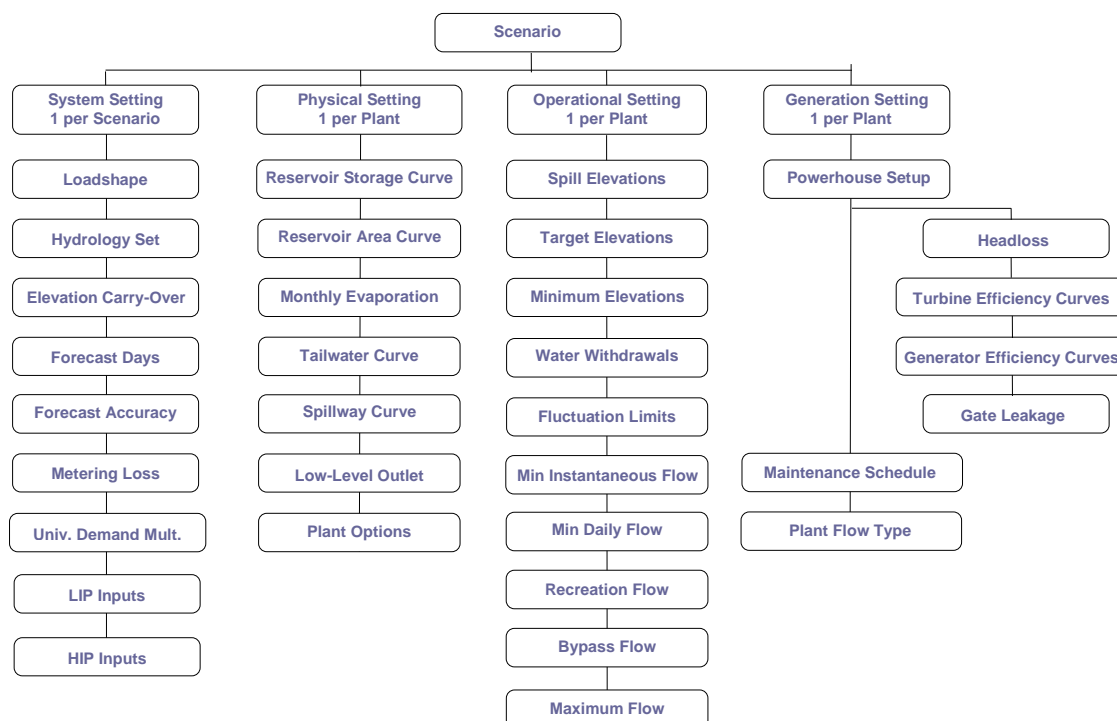 Scenario
System Setting
1 per Scenario
Loadshape
Hydrology Set
Elevation Carry-Over
Forecast Days
Forecast Accuracy
Metering Loss
Univ. Demand Mult.
LIP Inputs
HIP Inputs
Physical Setting
1 per Plant
Reservoir Storage Curve
Reservoir Area Curve
Monthly Evaporation
Tailwater Curve
Spillway Curve
Low-Level Outlet
Plant Options
Operational Setting
1 per Plant
Spill Elevations
Target Elevations
Minimum Elevations
Water Withdrawals
Fluctuation Limits
Min Instantaneous Flow
Min Daily Flow
Recreation Flow
Bypass Flow
Maximum Flow
Generation Setting
1 per Plant
Powerhouse Setup
Headloss
Turbine Efficiency Curves
Generator Efficiency Curves
Gate Leakage
Maintenance Schedule
Plant Flow Type